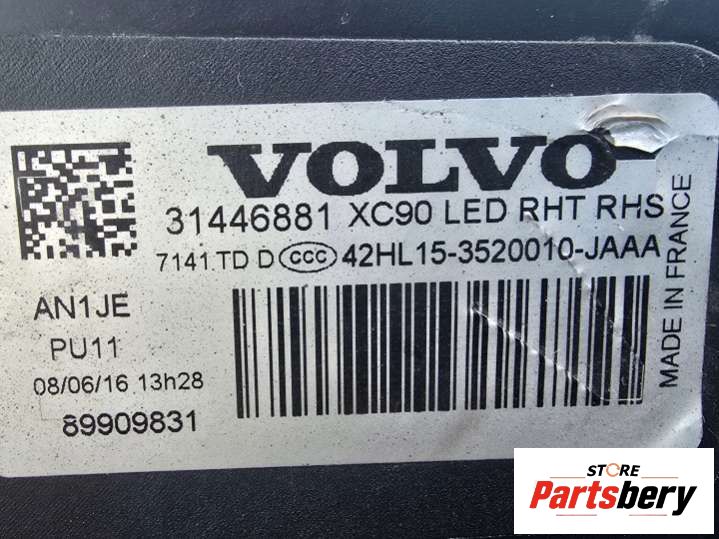 VOLVO
31446881 XC90 LED RHT RHS
7141.TD D CCC 42HL15-3520010-JAAA
AN1JE
PU11
08/06/16 13h28
89909831
MADE IN FRANCE
STORE
Partsbery